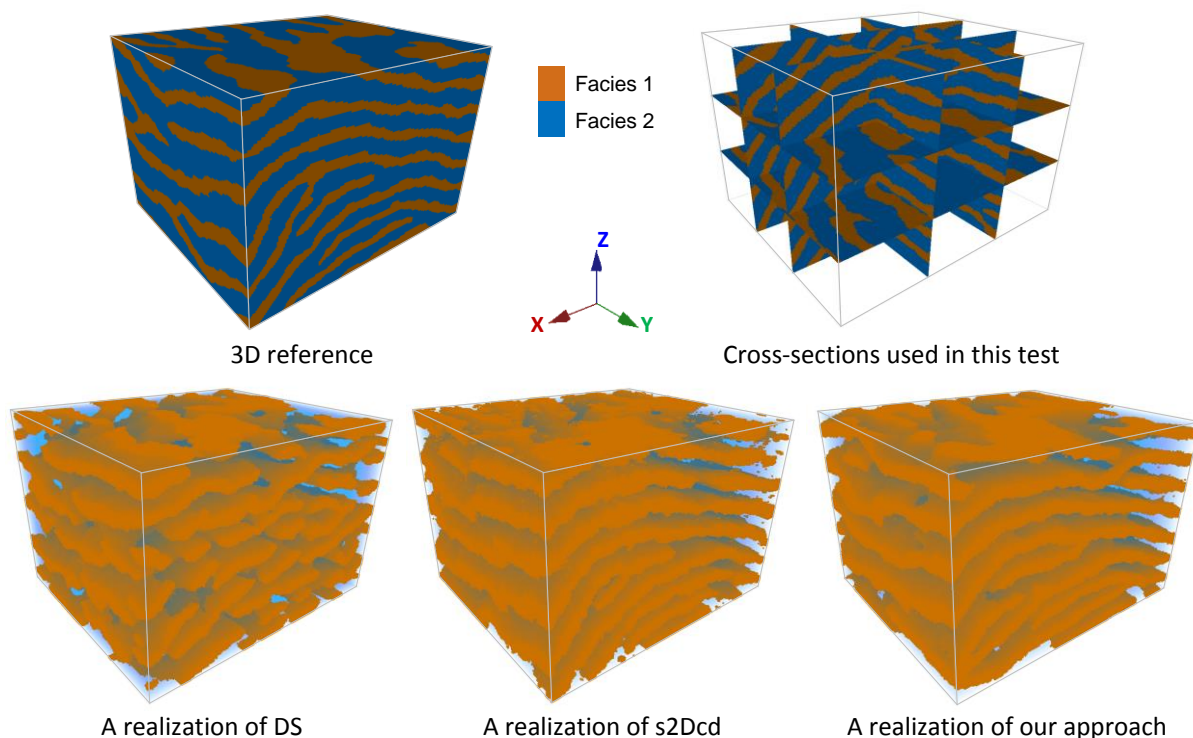 Facies 1
Facies 2
Z
X
Y
3D reference
Cross-sections used in this test
A realization of DS
A realization of s2Dcd
A realization of our approach